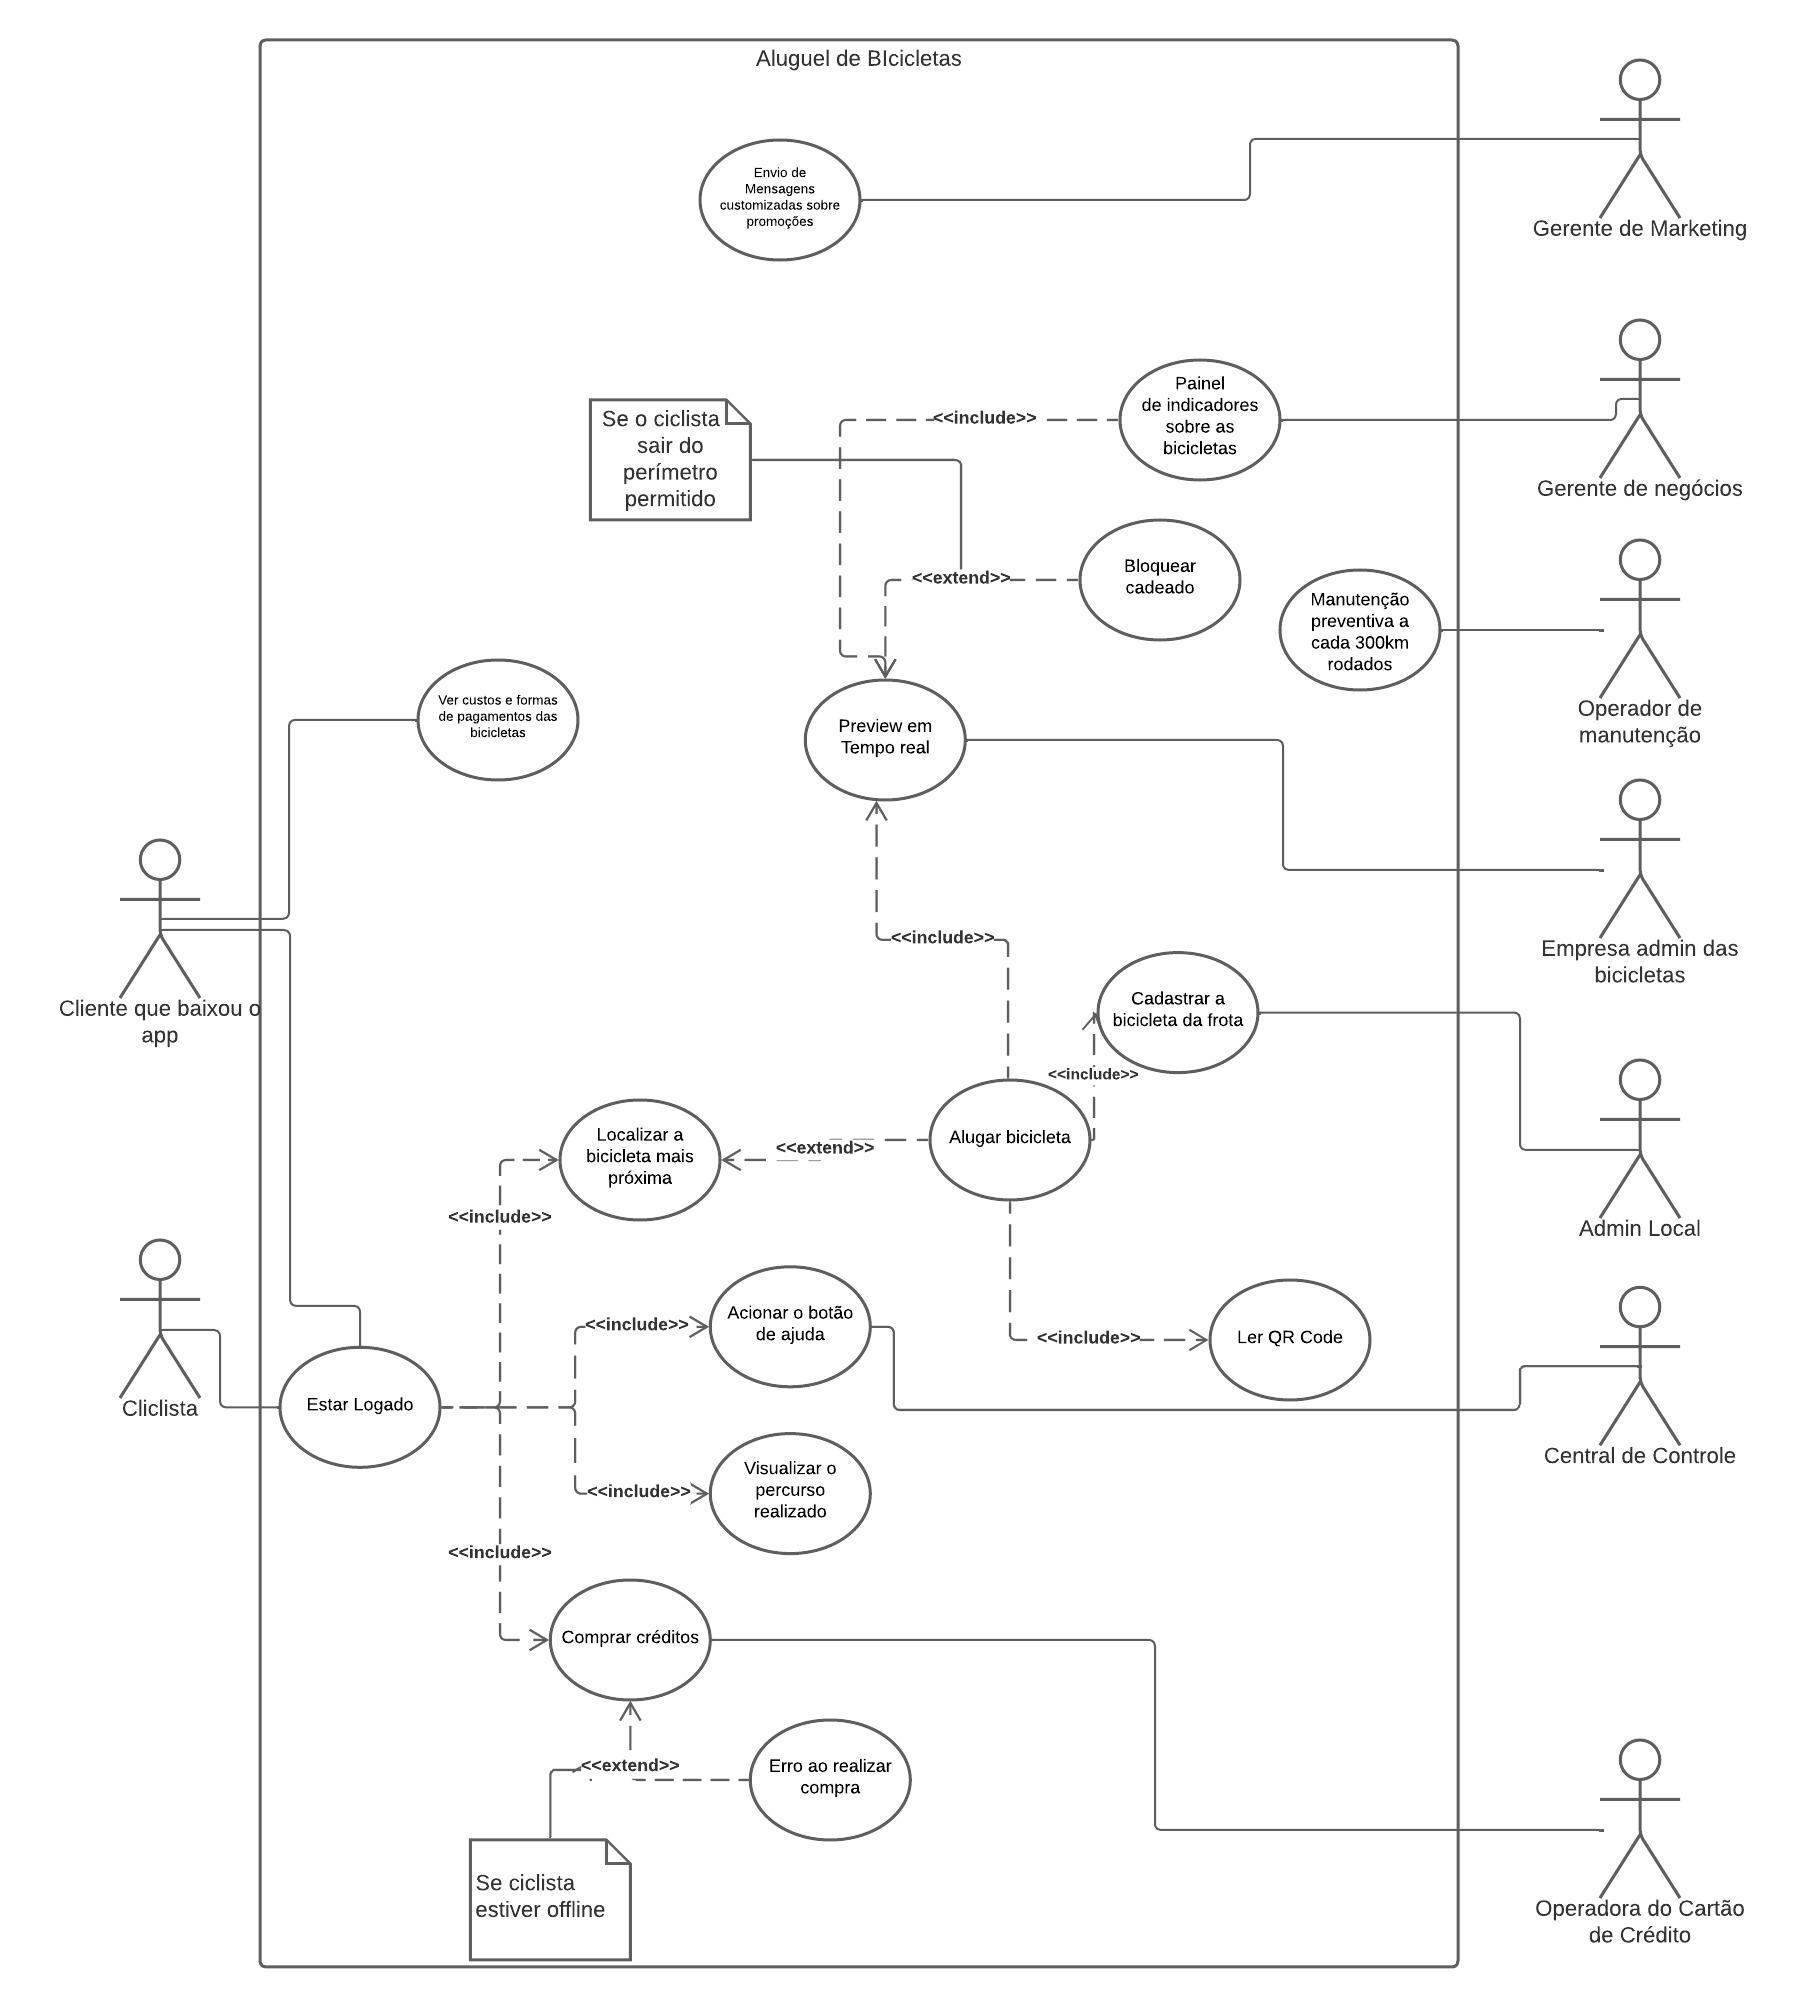 Aluguel de BIcicletas
Envio de
Mensagens
customizadas sobre
promoções
Gerente de Marketing
Painel
de indicadores
sobre as
bicicletas
<<include>>
Se o ciclista
sair do
perímetro
permitido
Gerente de negócios
Bloquear
cadeado
<<extend>>
Manutenção
preventiva a
cada 300km
rodados
Operador de
manutenção
Ver custos e formas
de pagamentos das
bicicletas
Preview em
Tempo real
<<include>>
Empresa admin das
bicicletas
Cliente que baixou o
app
Cadastrar a
bicicleta da frota
<<include>>
Localizar a
bicicleta mais
próxima
<<extend>>
Alugar bicicleta
<<include>>
Admin Local
Acionar o botão
de ajuda
<<include>>
<<include>>
Ler QR Code
Cliclista
Estar Logado
Central de Controle
Visualizar o
percurso
realizado
<<include>>
<<include>>
Comprar créditos
<<extend>>
Erro ao realizar
compra
Se ciclista
estiver offline
Operadora do Cartão
de Crédito